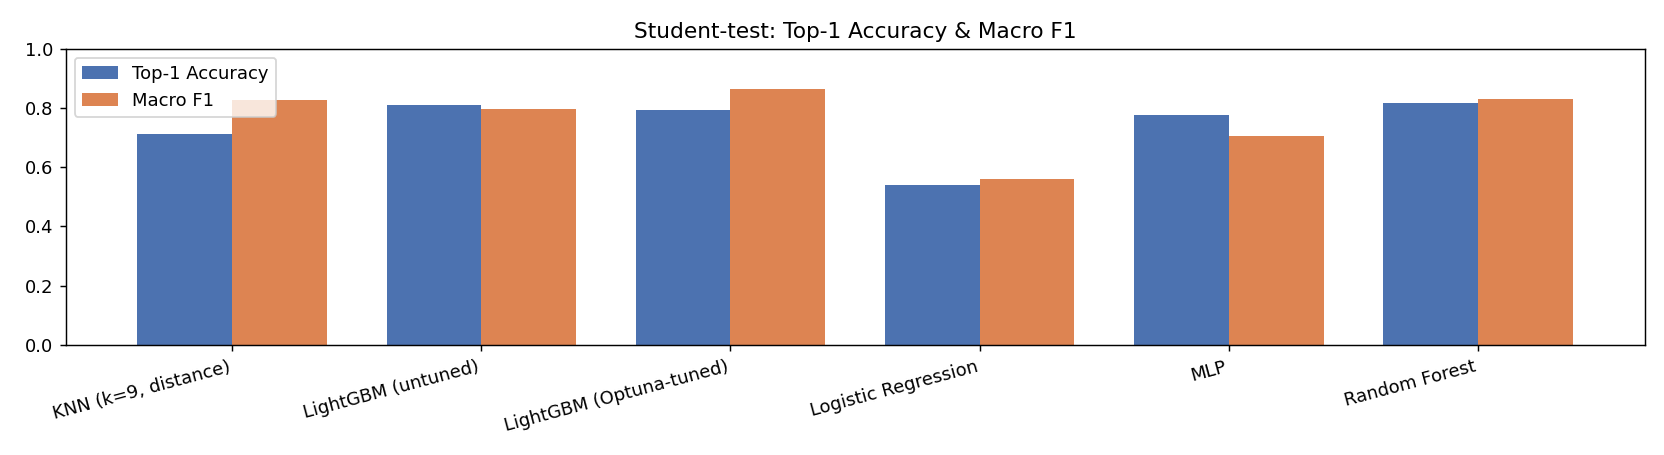 Student-test: Top-1 Accuracy & Macro F1
1.0
0.8
0.6
0.4
0.2
0.0
Top-1 Accuracy
Macro F1
KNN (k=9, distance)
LightGBM (untuned)
LightGBM (Optuna-tuned)
Logistic Regression
MLP
Random Forest